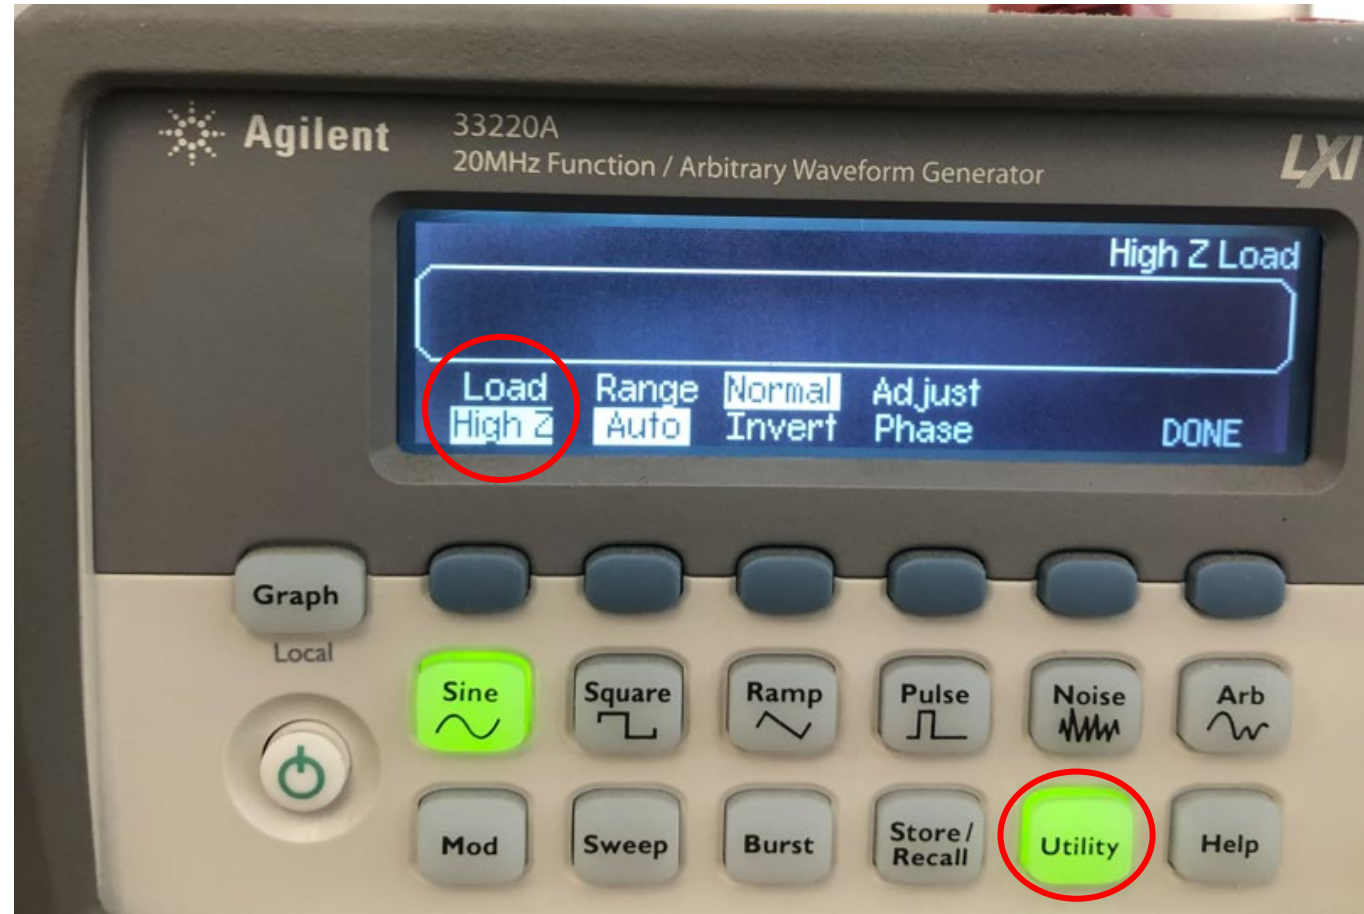 Agilent
33220A
20MHz Function / Arbitrary Waveform Generator
LXI
High Z Load
Load Range Normal Adjust
High Z Auto Invert Phase DONE
Graph
Local
Sine Square Ramp Pulse Noise Arb
Mod Sweep Burst Store/ Recall Utility Help